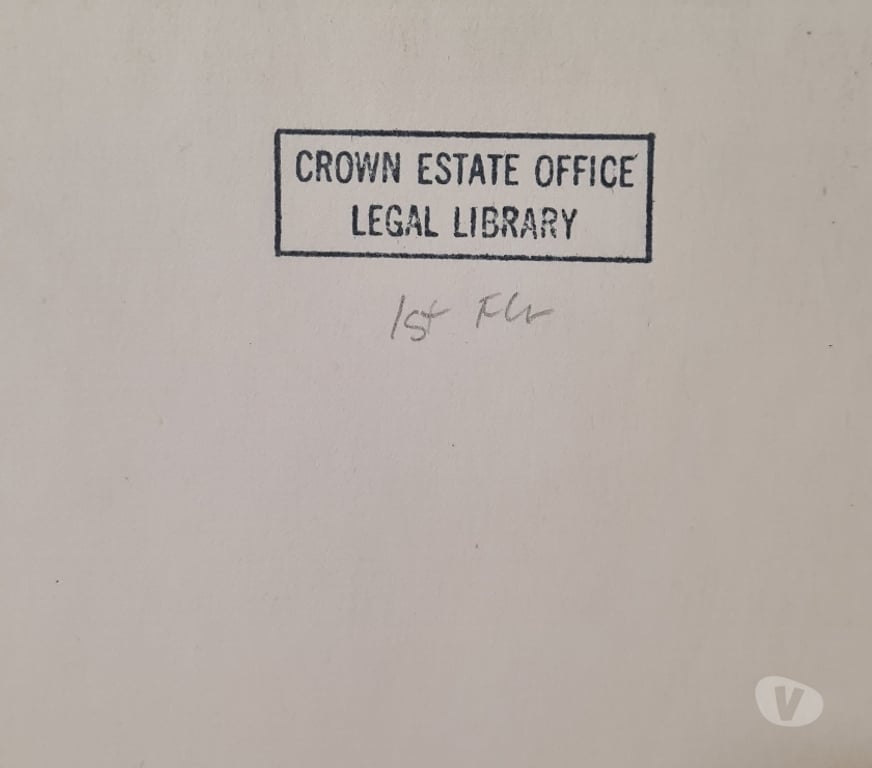 CROWN ESTATE OFFICE
LEGAL LIBRARY
1st Flr
V